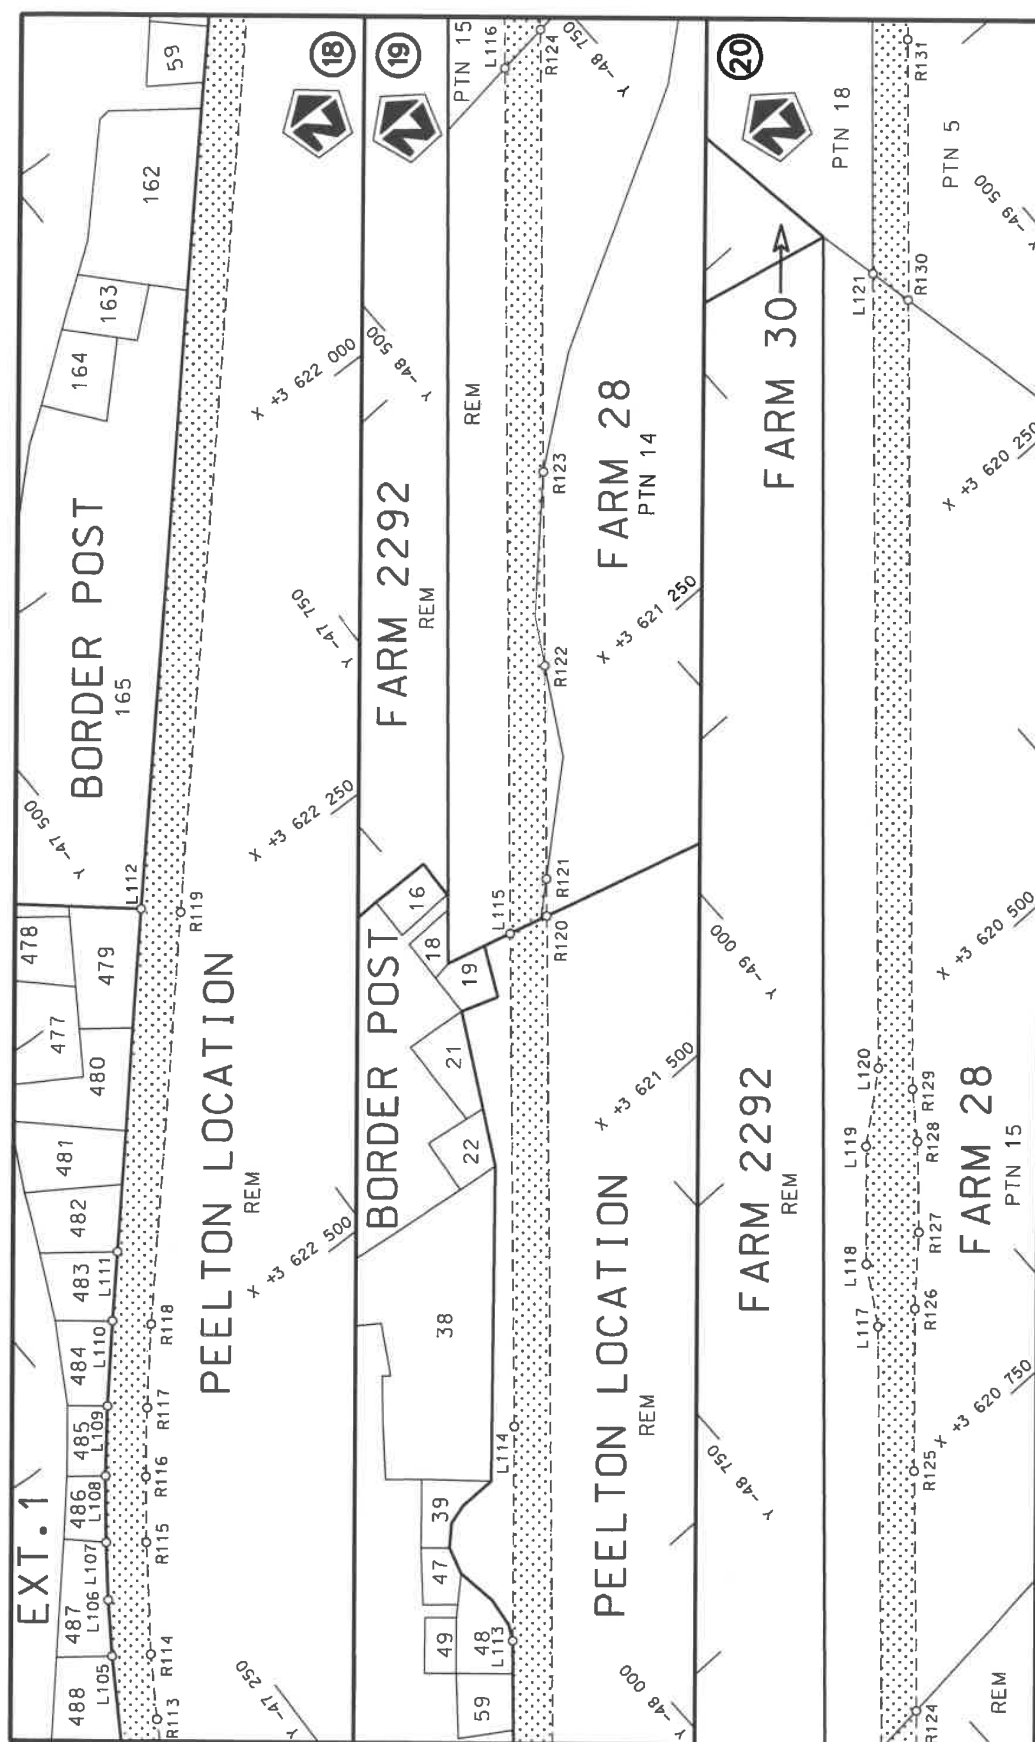 EXT.1
488
487
486
485
484
483
482
481
480
477
478
479
BORDER POST
165
164
163
162
59
Y -47 500
L105
L106
L107
L108
L109
L110
L111
L112
R113
R114
R115
R116
R117
R118
R119
PEELTON LOCATION
REM
Y -47 250
X +3 622 500
X +3 622 250
Y -47 750
X +3 622 000
18
19
BORDER POST
59
49
48
47
39
38
22
21
19
18
16
FARM 2292
REM
Y -48 500
REM
PTN 15
L113
L114
L115
L116
R120
R121
R122
R123
R124
PEELTON LOCATION
REM
Y -48 000
X +3 621 500
X +3 621 250
FARM 28
PTN 14
Y -48 750
20
Y -48 750
Y -49 000
FARM 2292
REM
FARM 30
PTN 18
L117
L118
L119
L120
L121
R124
R125
R126
R127
R128
R129
R130
R131
REM
X +3 620 750
FARM 28
PTN 15
X +3 620 500
X +3 620 250
PTN 5
Y -49 500